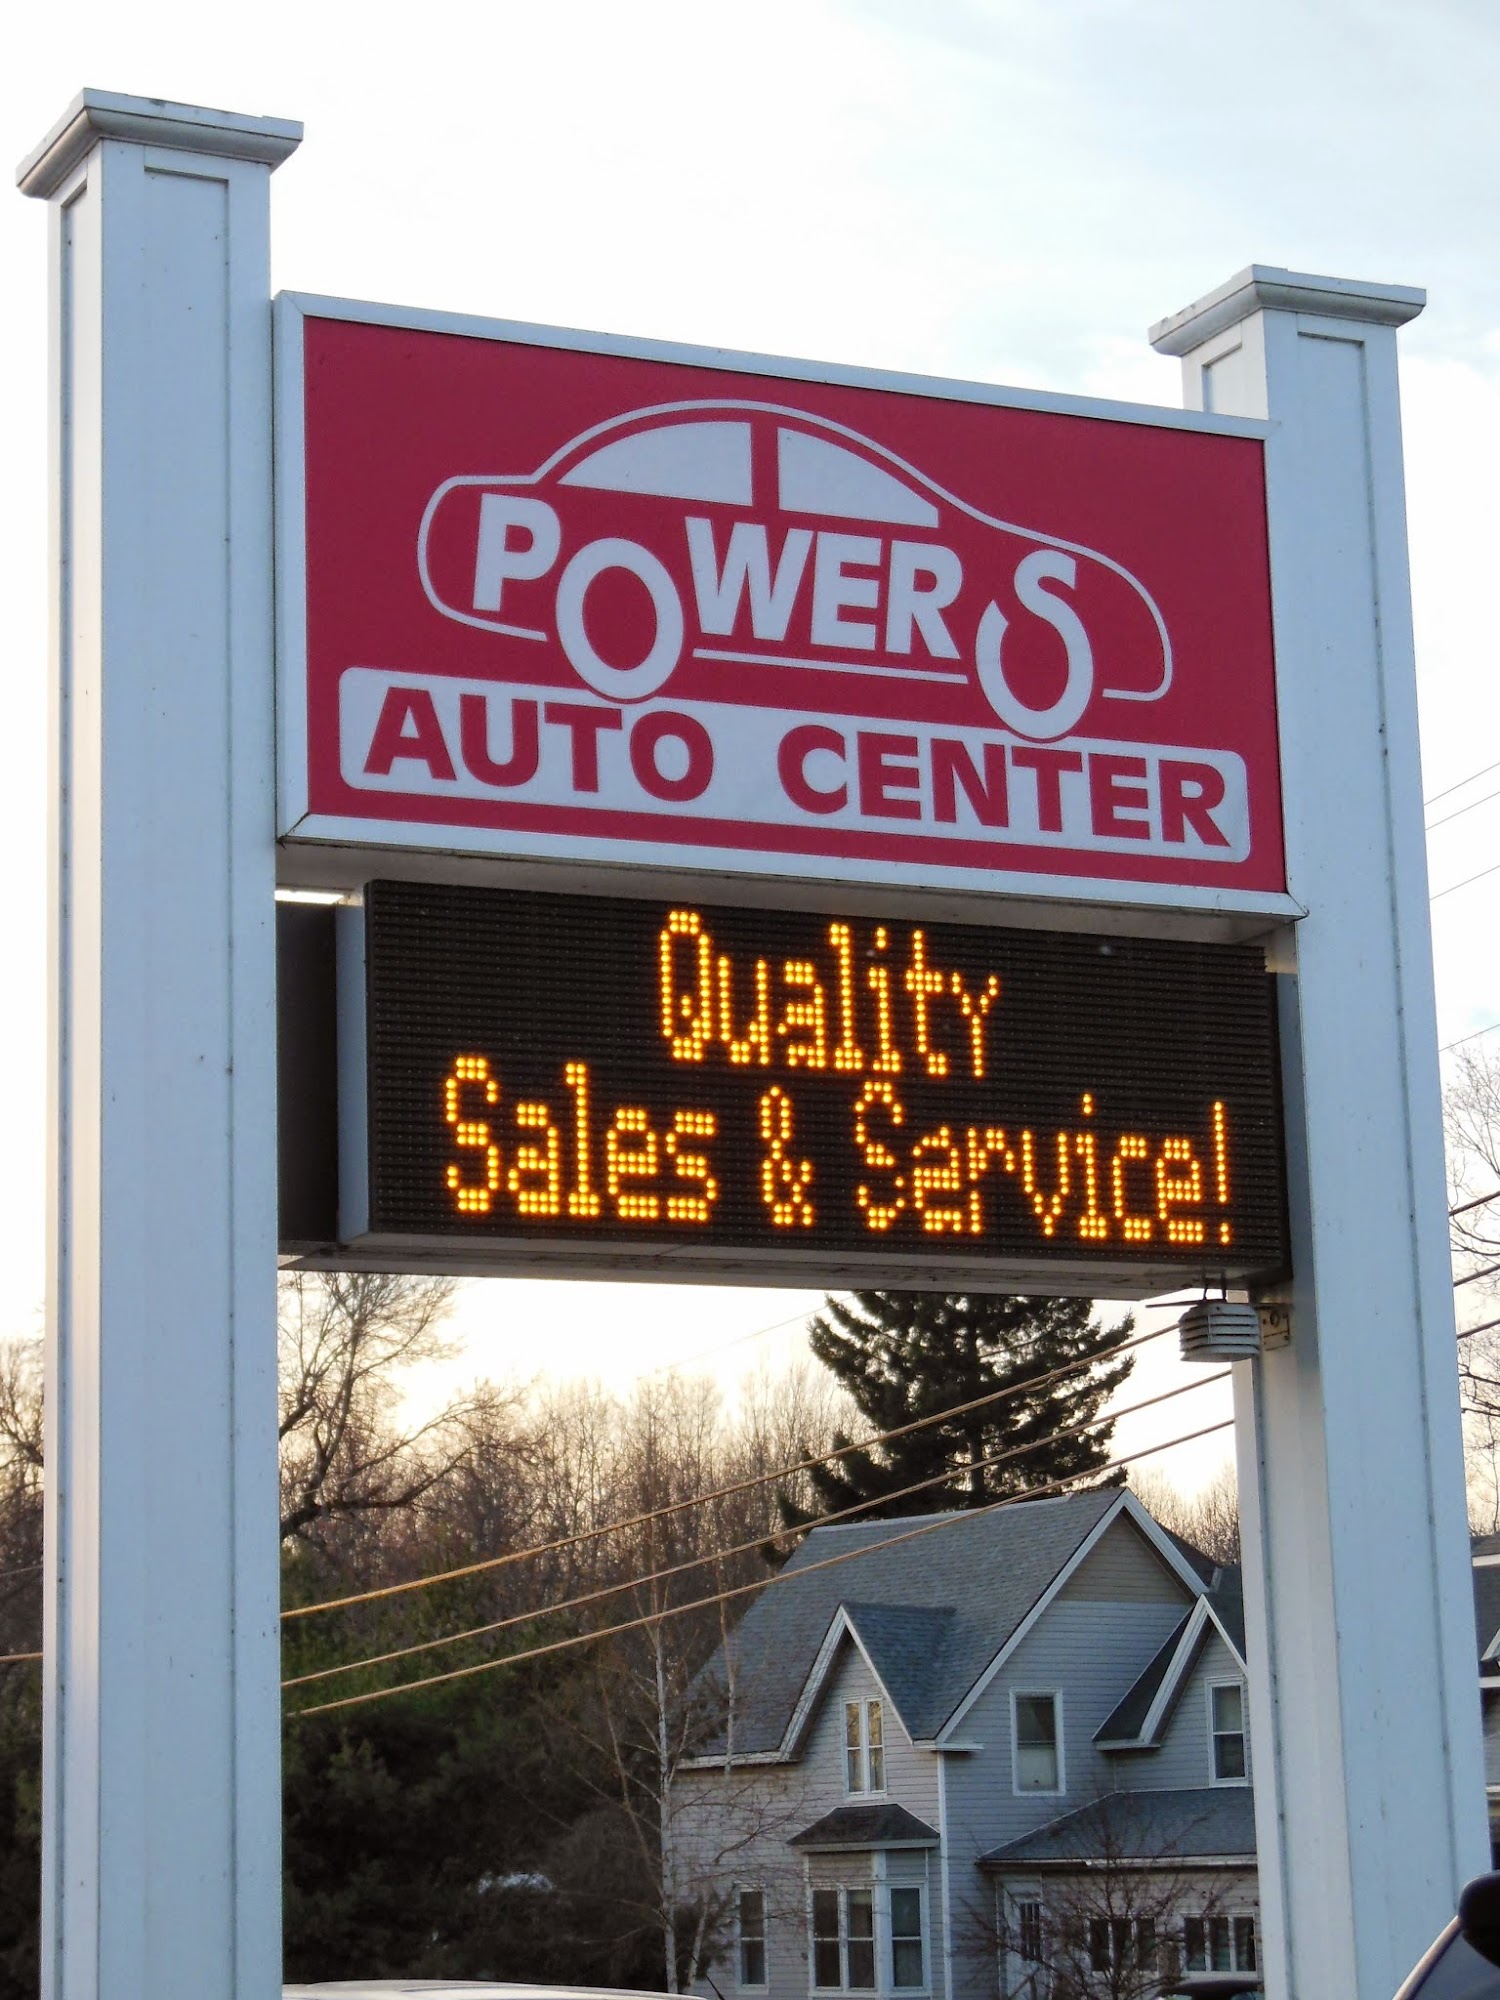 POWERS
AUTO CENTER
Quality
Sales & Service!